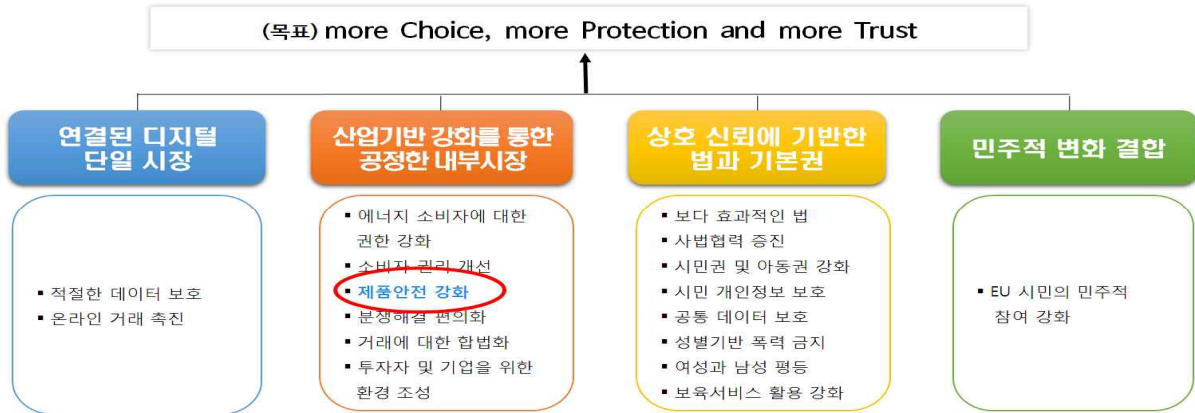 (목표) more Choice, more Protection and more Trust
연결된 디지털
단일 시장
▪ 적절한 데이터 보호
▪ 온라인 거래 촉진
산업기반 강화를 통한
공정한 내부시장
▪ 에너지 소비자에 대한
권한 강화
▪ 소비자 권리 개선
▪ 제품안전 강화
▪ 분쟁해결 편의화
▪ 거래에 대한 합법화
▪ 투자자 및 기업을 위한
환경 조성
상호 신뢰에 기반한
법과 기본권
▪ 보다 효과적인 법
▪ 사법협력 증진
▪ 시민권 및 아동권 강화
▪ 시민 개인정보 보호
▪ 공통 데이터 보호
▪ 성별기반 폭력 금지
▪ 여성과 남성 평등
▪ 보육서비스 활용 강화
민주적 변화 결합
▪ EU 시민의 민주적
참여 강화